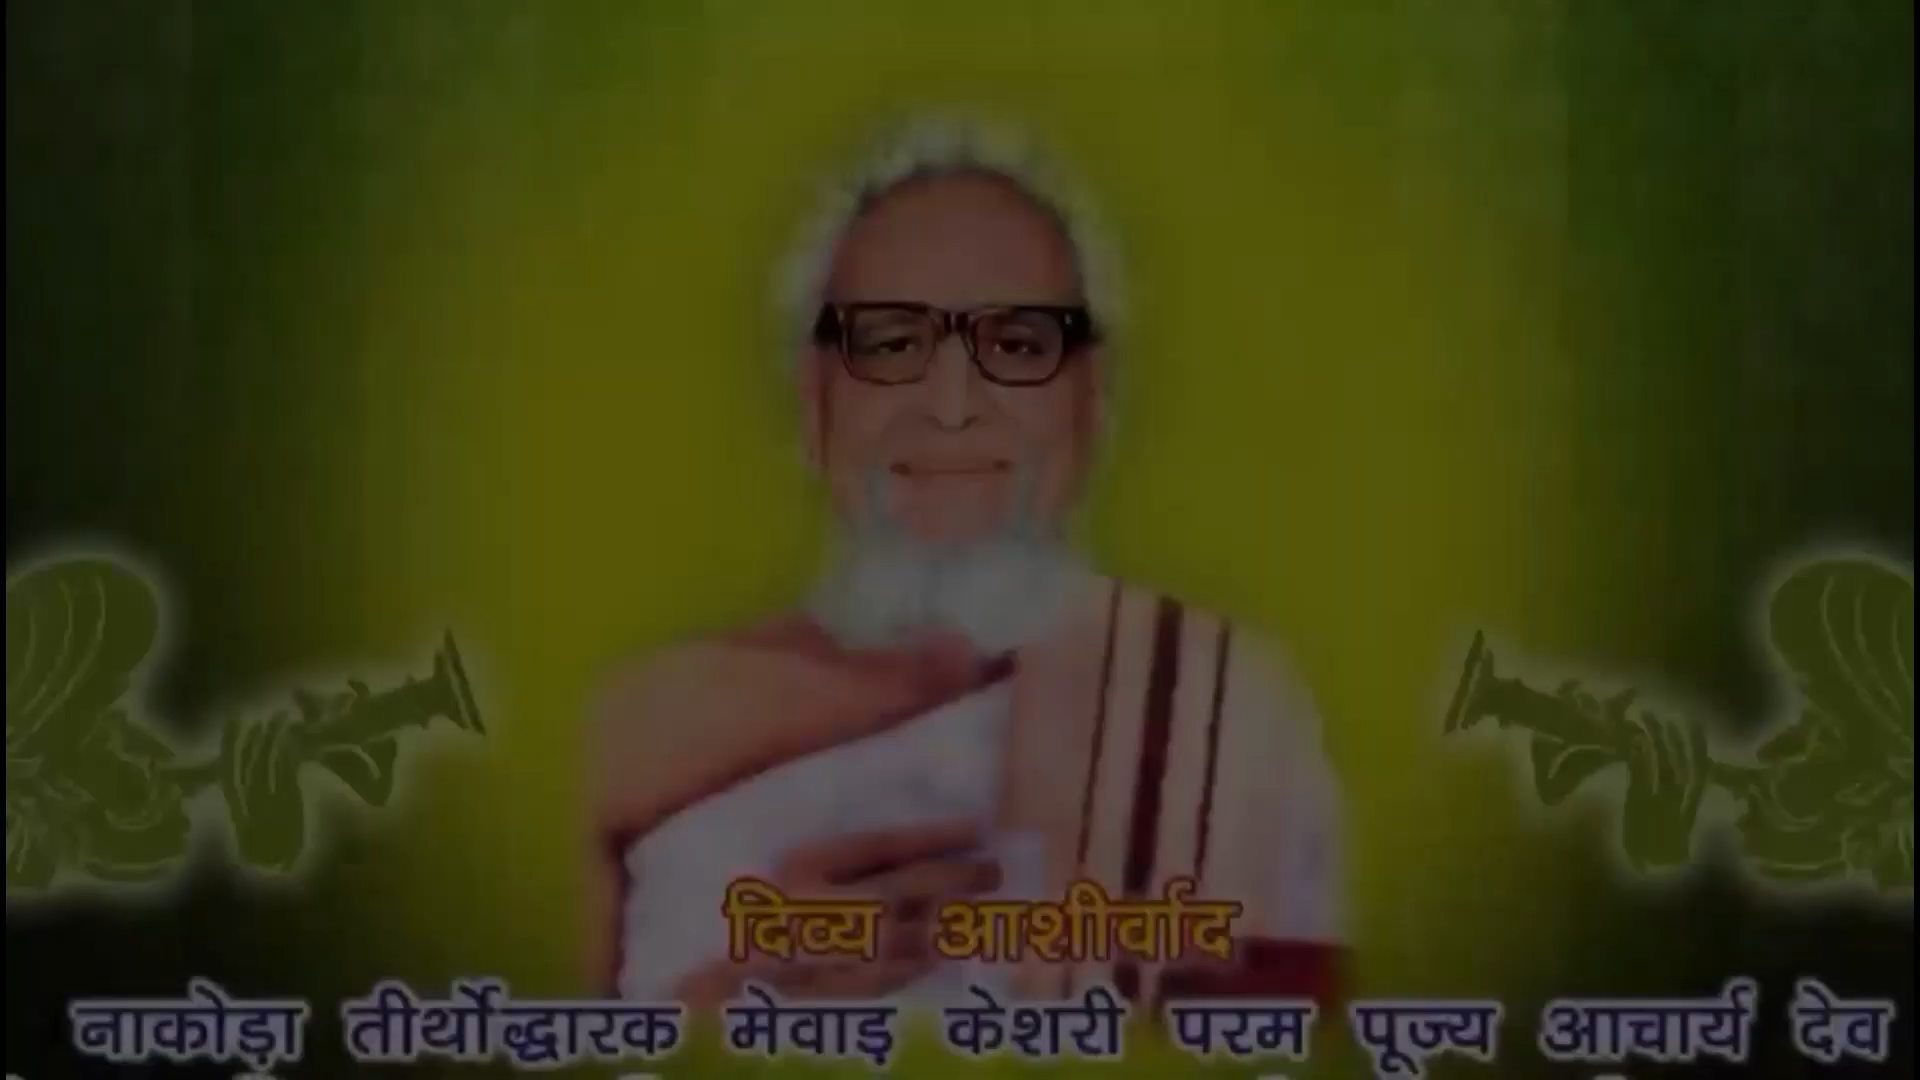 दिव्य आशीर्वाद
नाकोड़ा तीर्थोद्धारक मेवाड़ केशरी परम पूज्य आचार्य देव